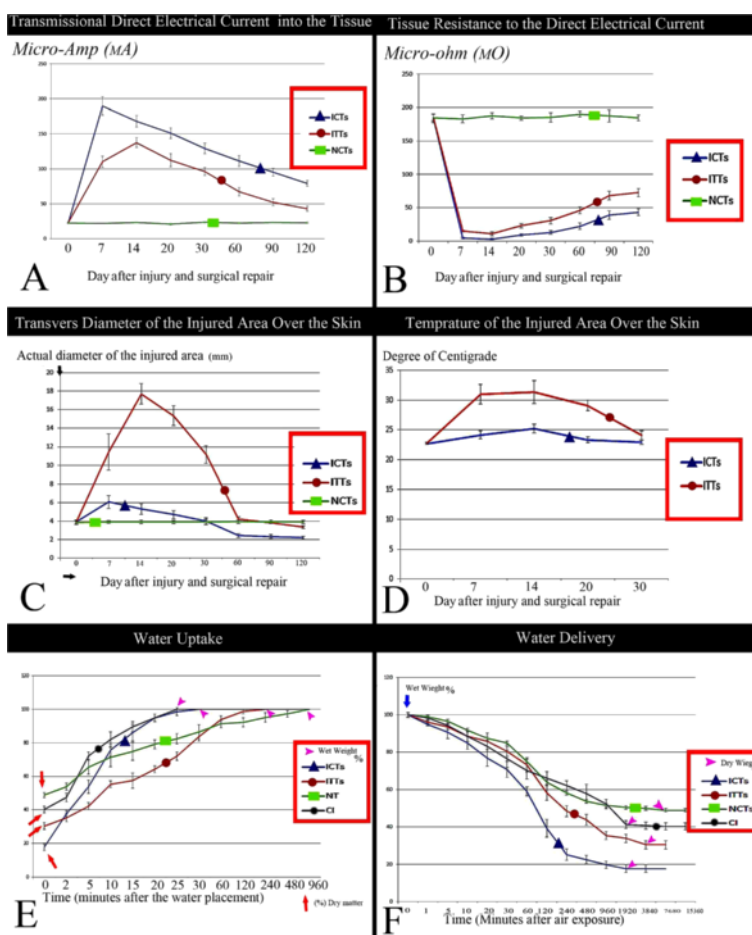 Transmissional Direct Electrical Current into the Tissue
Micro-Amp (MA)
250
200
150
100
50
0
ICTs
ITTs
NCTs
0 7 14 20 30 60 90 120
A
Day after injury and surgical repair
Tissue Resistance to the Direct Electrical Current
Micro-ohm (MO)
250
200
150
100
50
0
ICTs
ITTs
NCTs
0 7 14 20 30 60 90 120
B
Day after injury and surgical repair
Transvers Diameter of the Injured Area Over the Skin
Actual diameter of the injured area (mm)
20
18
16
14
12
10
8
6
4
2
0
ICTs
ITTs
NCTs
0 7 14 20 30 60 90 120
C
Day after injury and surgical repair
Temprature of the Injured Area Over the Skin
Degree of Centigrade
35
30
25
20
15
10
5
0
ICTs
ITTs
0 7 14 20 30
D
Day after injury and surgical repair
Water Uptake
100
80
60
40
20
0
Wet Weight %
ICTs
ITTs
NT
CI
0 2 5 10 15 20 25 30 60 120 240 480 960
E
Time (minutes after the water placement)
(%) Dry matter
Water Delivery
Wet Wieght %
100
80
60
40
20
0
Dry Wieg
ICTs
ITTs
NCTs
CI
0 1 5 10 20 30 60 120 240 480 960 1920 3840 15360
F
Time (Minutes after air exposure)